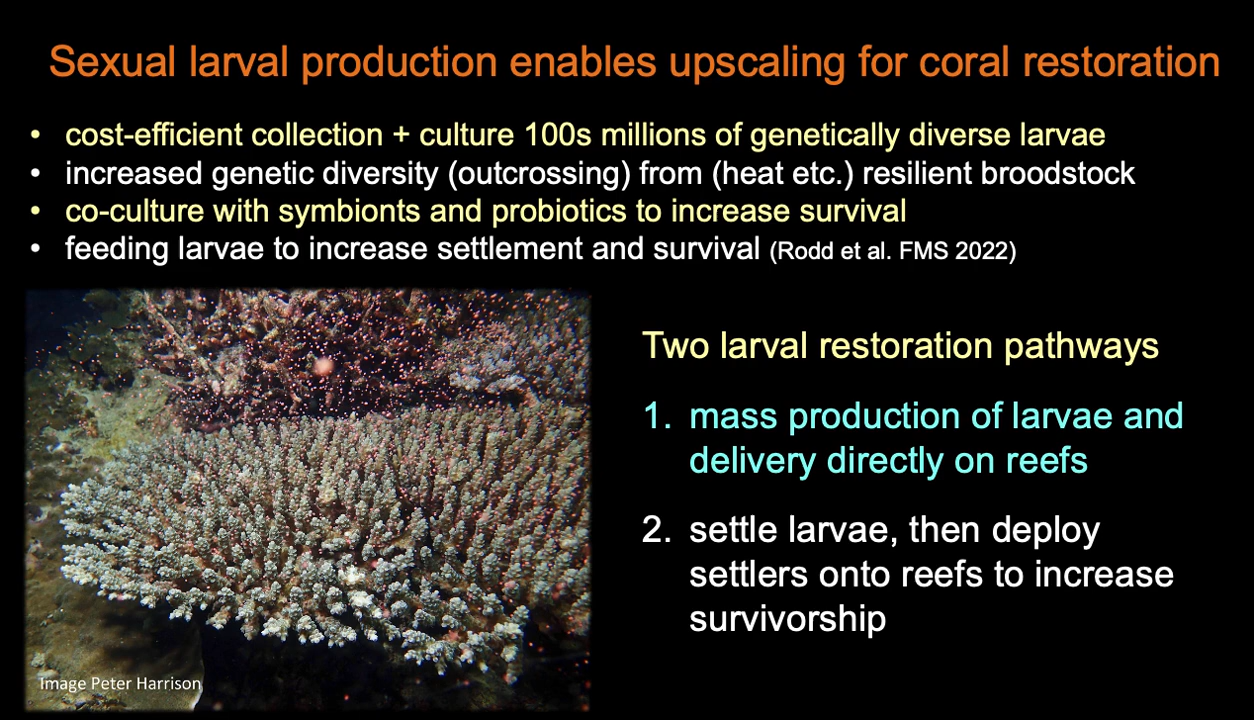 Sexual larval production enables upscaling for coral restoration
• cost-efficient collection + culture 100s millions of genetically diverse larvae
• increased genetic diversity (outcrossing) from (heat etc.) resilient broodstock
• co-culture with symbionts and probiotics to increase survival
• feeding larvae to increase settlement and survival (Rodd et al. FMS 2022)
Two larval restoration pathways
1. mass production of larvae and
delivery directly on reefs
2. settle larvae, then deploy
settlers onto reefs to increase
survivorship
Image Peter Harrison